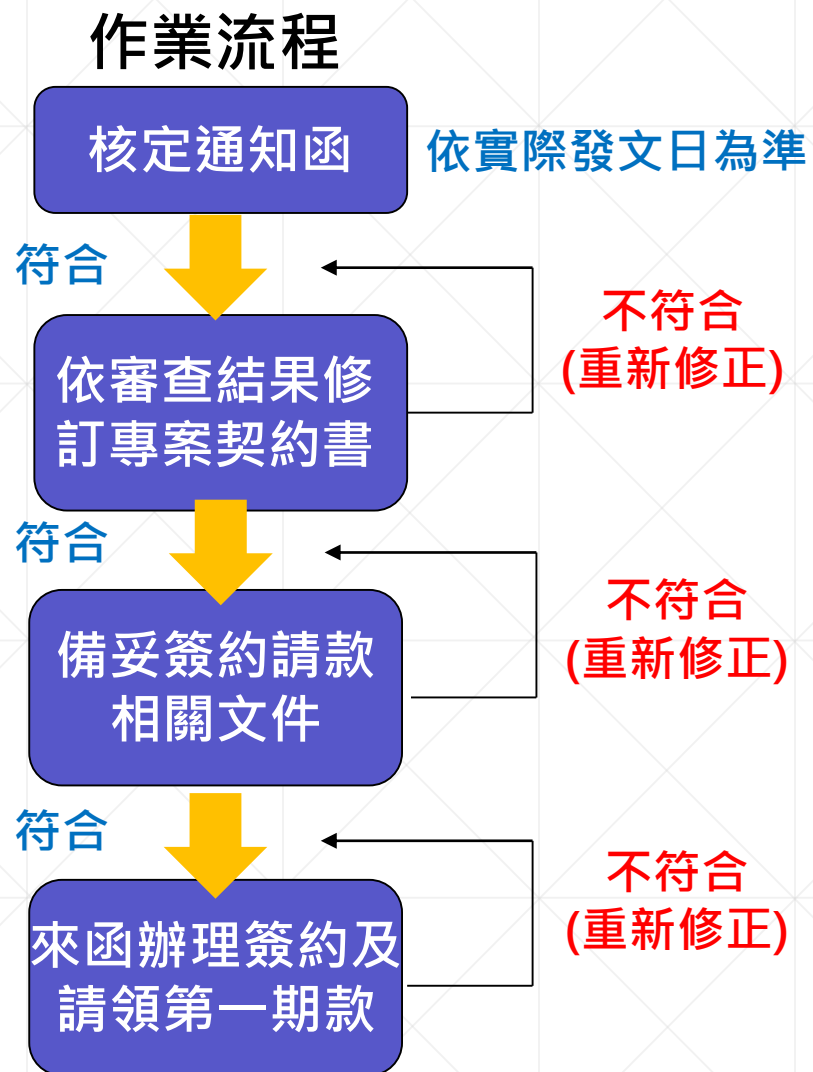 作業流程
核定通知函
依實際發文日為準
符合
不符合
(重新修正)
依審查結果修
訂專案契約書
符合
不符合
(重新修正)
備妥簽約請款
相關文件
符合
不符合
(重新修正)
來函辦理簽約及
請領第一期款